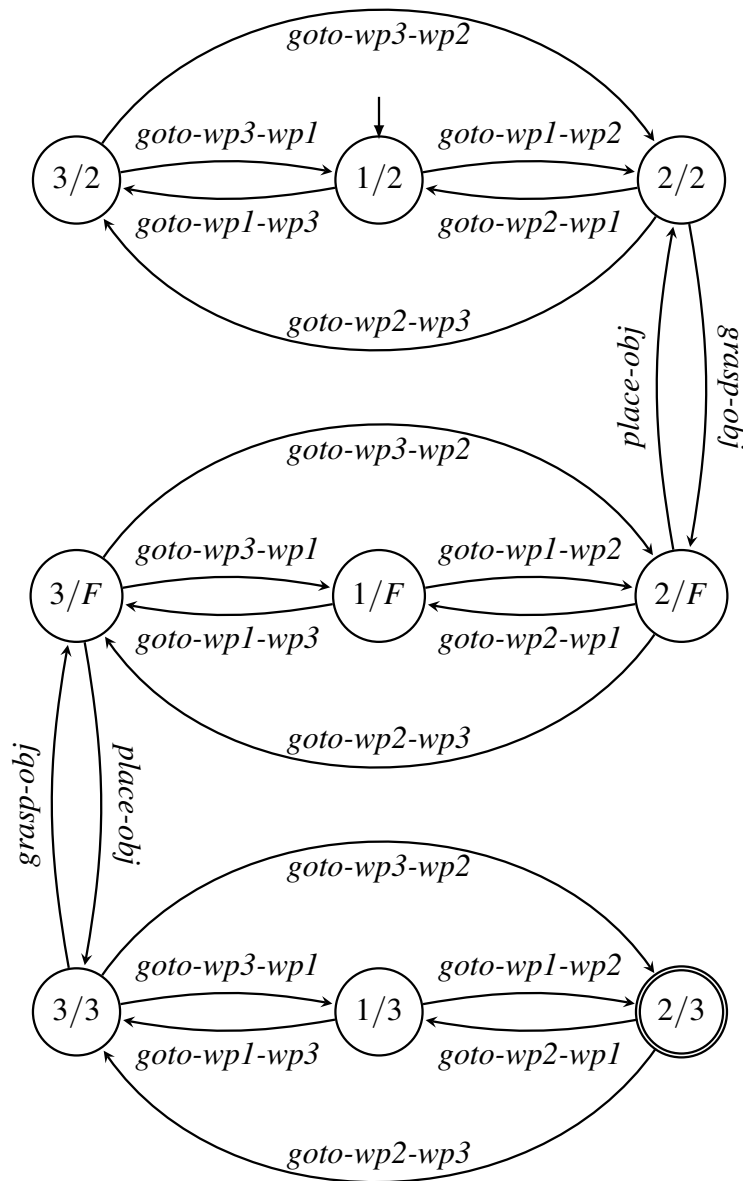 goto-wp3-wp2
goto-wp3-wp1
goto-wp1-wp2
3/2
1/2
2/2
goto-wp1-wp3
goto-wp2-wp1
goto-wp2-wp3
place-obj
grasp-obj
goto-wp3-wp2
goto-wp3-wp1
goto-wp1-wp2
3/F
1/F
2/F
goto-wp1-wp3
goto-wp2-wp1
goto-wp2-wp3
grasp-obj
place-obj
goto-wp3-wp2
goto-wp3-wp1
goto-wp1-wp2
3/3
1/3
2/3
goto-wp1-wp3
goto-wp2-wp1
goto-wp2-wp3